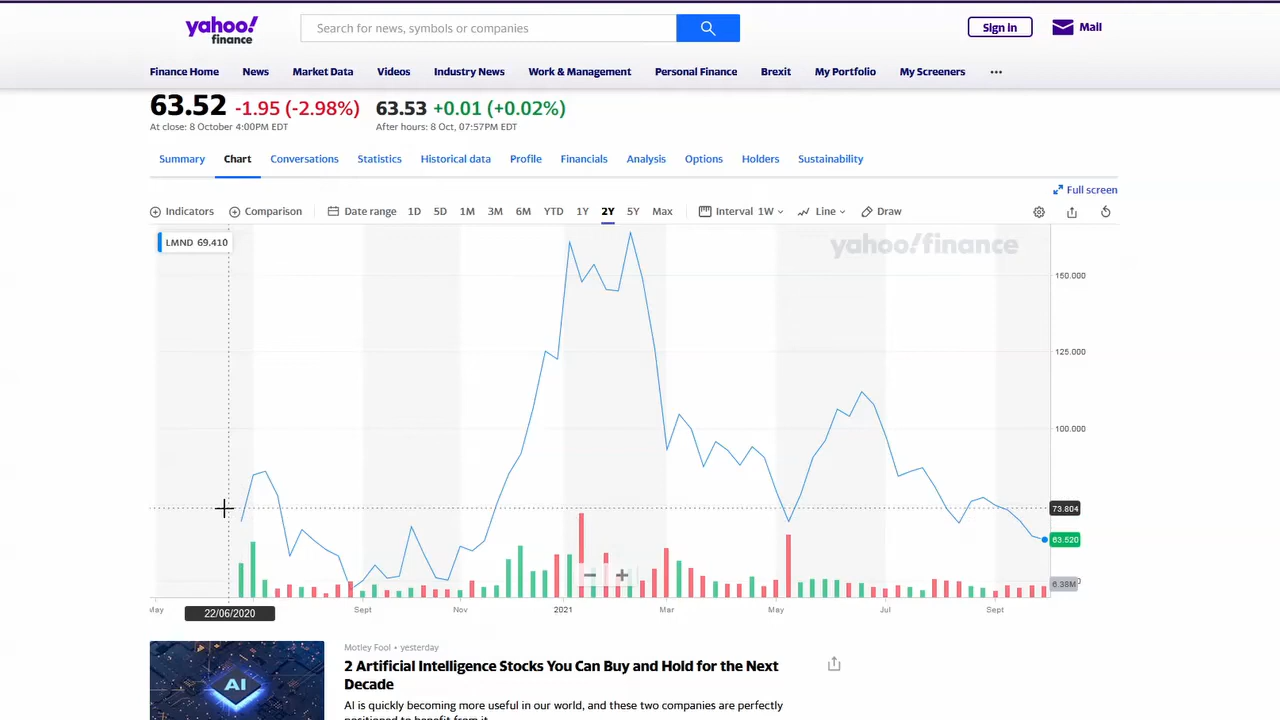 yahoo!
finance
Search for news, symbols or companies
Sign in
Mail
Finance Home News Market Data Videos Industry News Work & Management Personal Finance Brexit My Portfolio My Screeners ...
63.52 -1.95 (-2.98%) 63.53 +0.01 (+0.02%)
At close: 8 October 4:00PM EDT After hours: 8 Oct, 07:57PM EDT
Summary Chart Conversations Statistics Historical data Profile Financials Analysis Options Holders Sustainability
Full screen
Indicators Comparison Date range 1D 5D 1M 3M 6M YTD 1Y 2Y 5Y Max Interval 1W Line Draw
LMND 69.410
yahoo!finance
150.000
125.000
100.000
73.804
63.520
6.38M
May Sept Nov 2021 Mar May Jul Sept
22/06/2020
Motley Fool • yesterday
2 Artificial Intelligence Stocks You Can Buy and Hold for the Next
Decade
AI
AI is quickly becoming more useful in our world, and these two companies are perfectly
positioned to benefit from it.